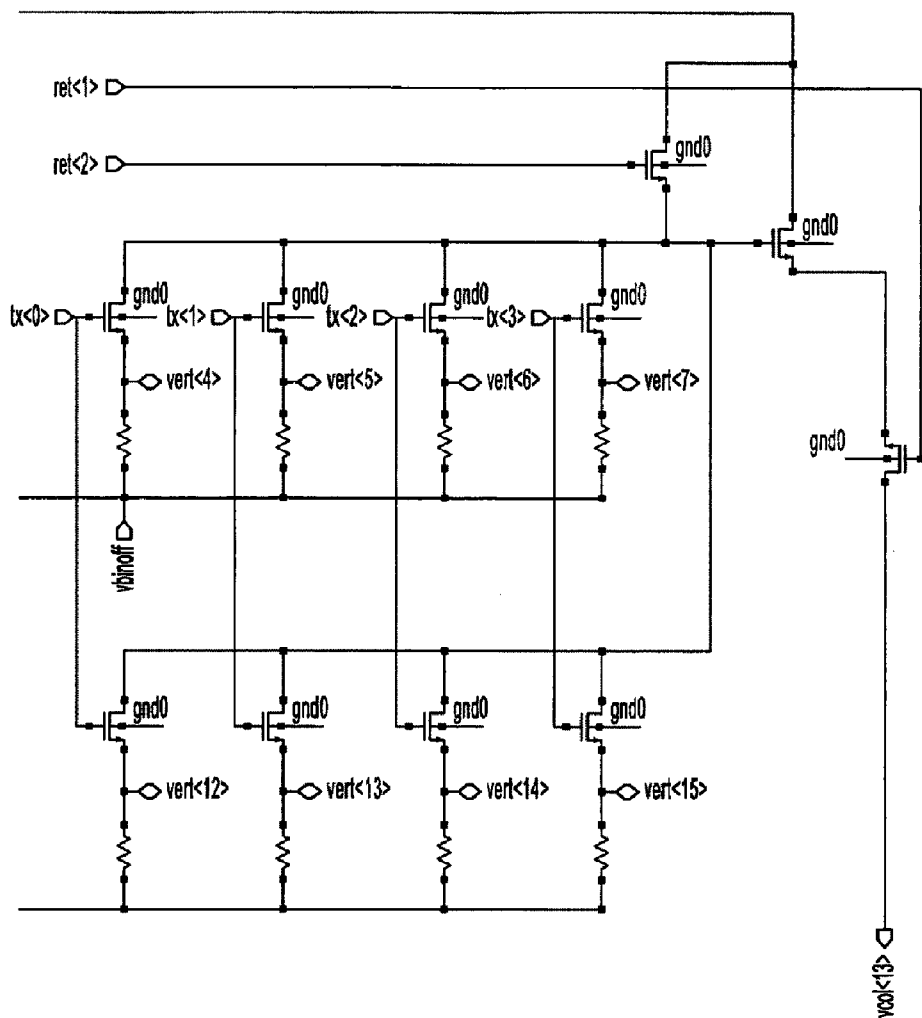 ret<1>
ret<2>
gnd0
gnd0
tx<0>
gnd0
tx<1>
gnd0
tx<2>
gnd0
tx<3>
gnd0
vert<4>
vert<5>
vert<6>
vert<7>
gnd0
vbinoff
gnd0
gnd0
gnd0
gnd0
vert<12>
vert<13>
vert<14>
vert<15>
vcol<13>